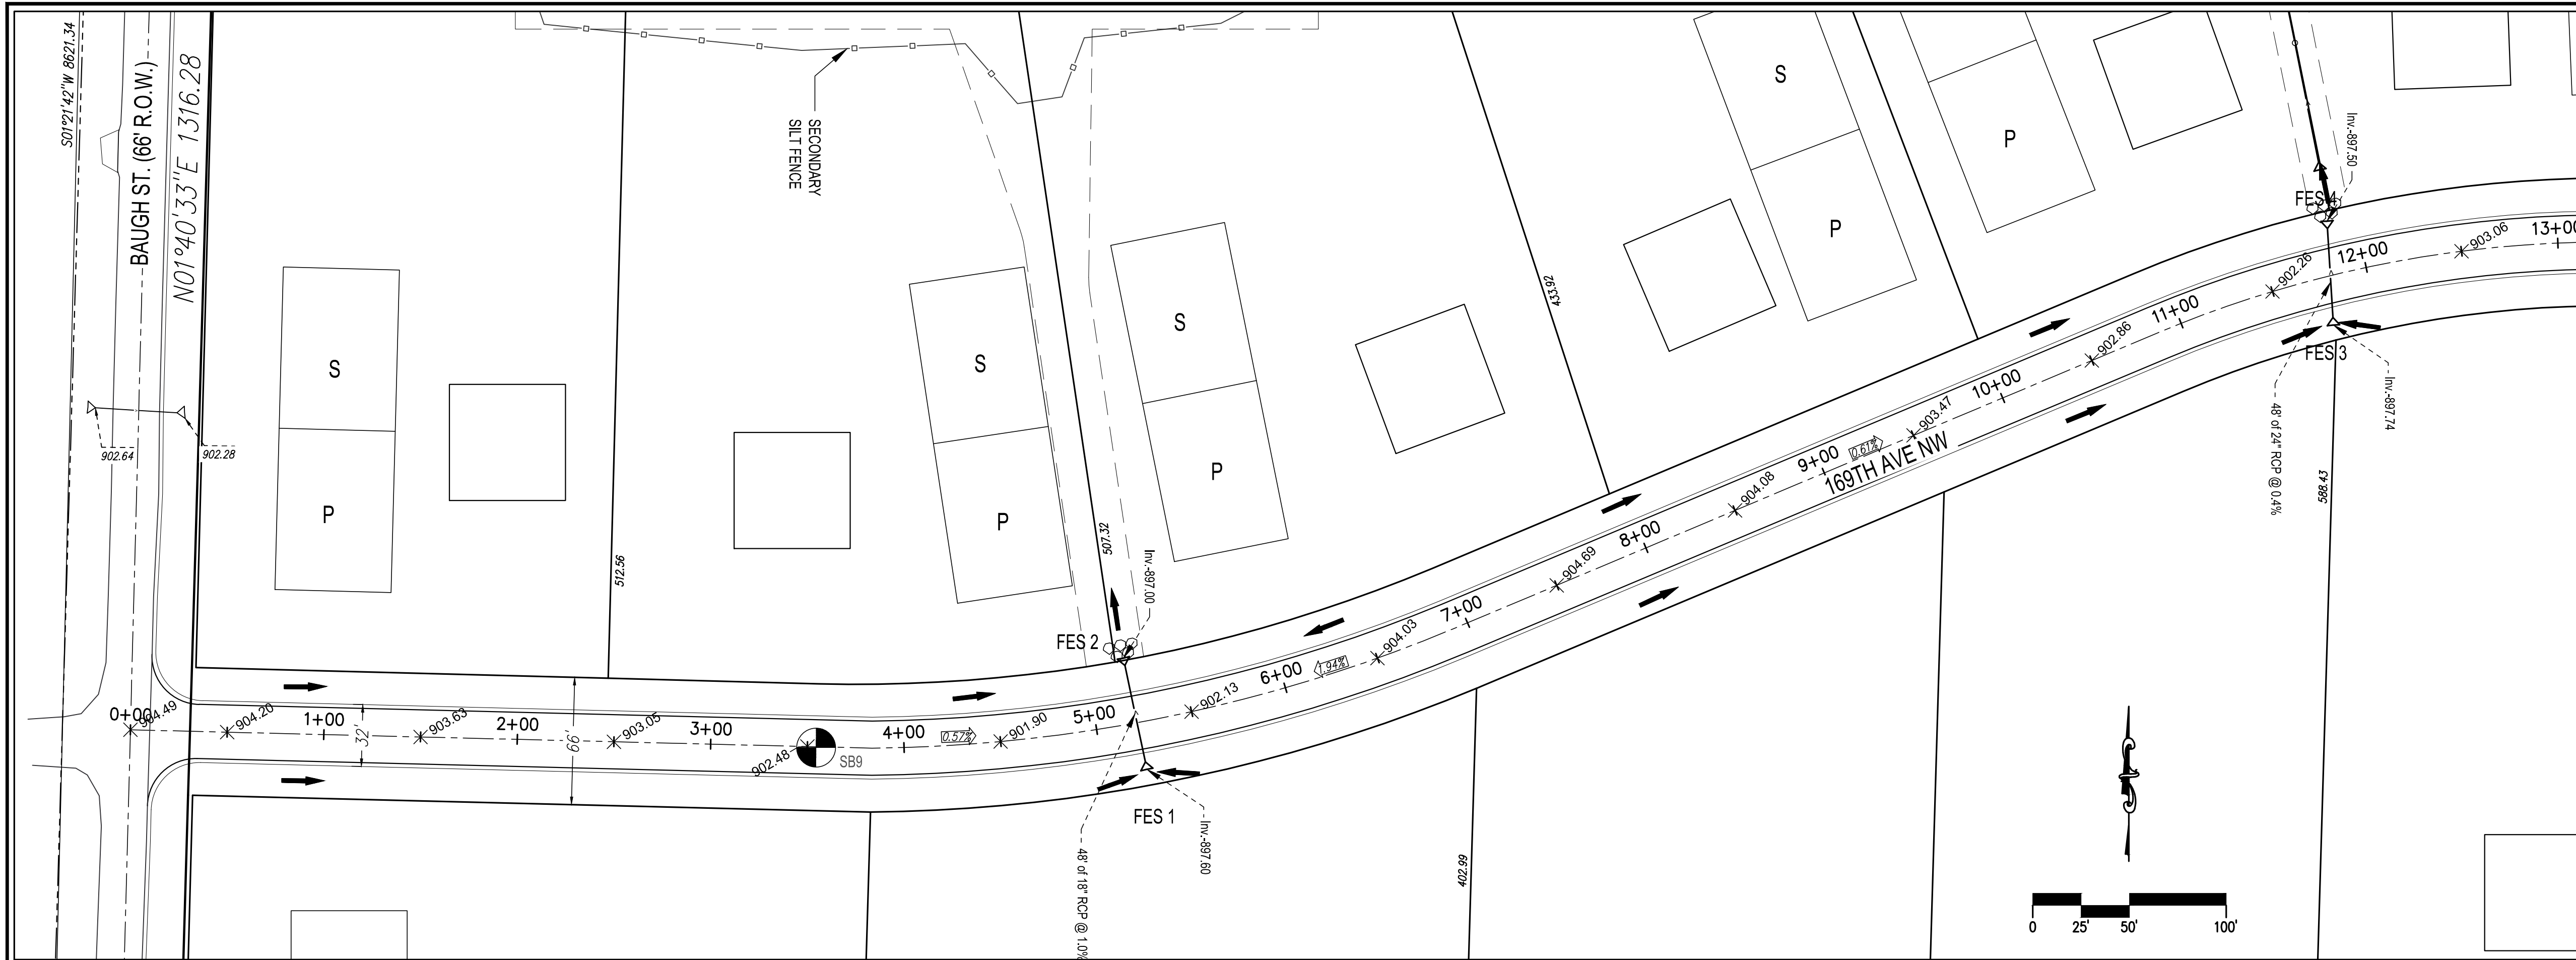 S01°21'42"W 8621.34
BAUGH ST. (66' R.O.W.)
N01°40'33"E 1316.28
902.64
902.28
SECONDARY
SILT FENCE
S
P
512.56
S
P
507.32
S
P
433.92
S
P
P
Inv.-897.00
FES 2
Inv.-897.50
FES 4
0+00
904.49
904.20
1+00
32'
903.63
2+00
66'
903.05
3+00
902.48
SB9
4+00
0.57%
901.90
5+00
902.13
6+00
1.94%
904.03
7+00
904.69
8+00
904.08
9+00
0.61%
169TH AVE NW
903.47
10+00
902.86
11+00
902.26
12+00
903.06
13+00
FES 3
Inv.-897.74
48' of 24" RCP @ 0.4%
588.43
FES 1
Inv.-897.60
48' of 18" RCP @ 1.0%
402.99
0 25' 50' 100'